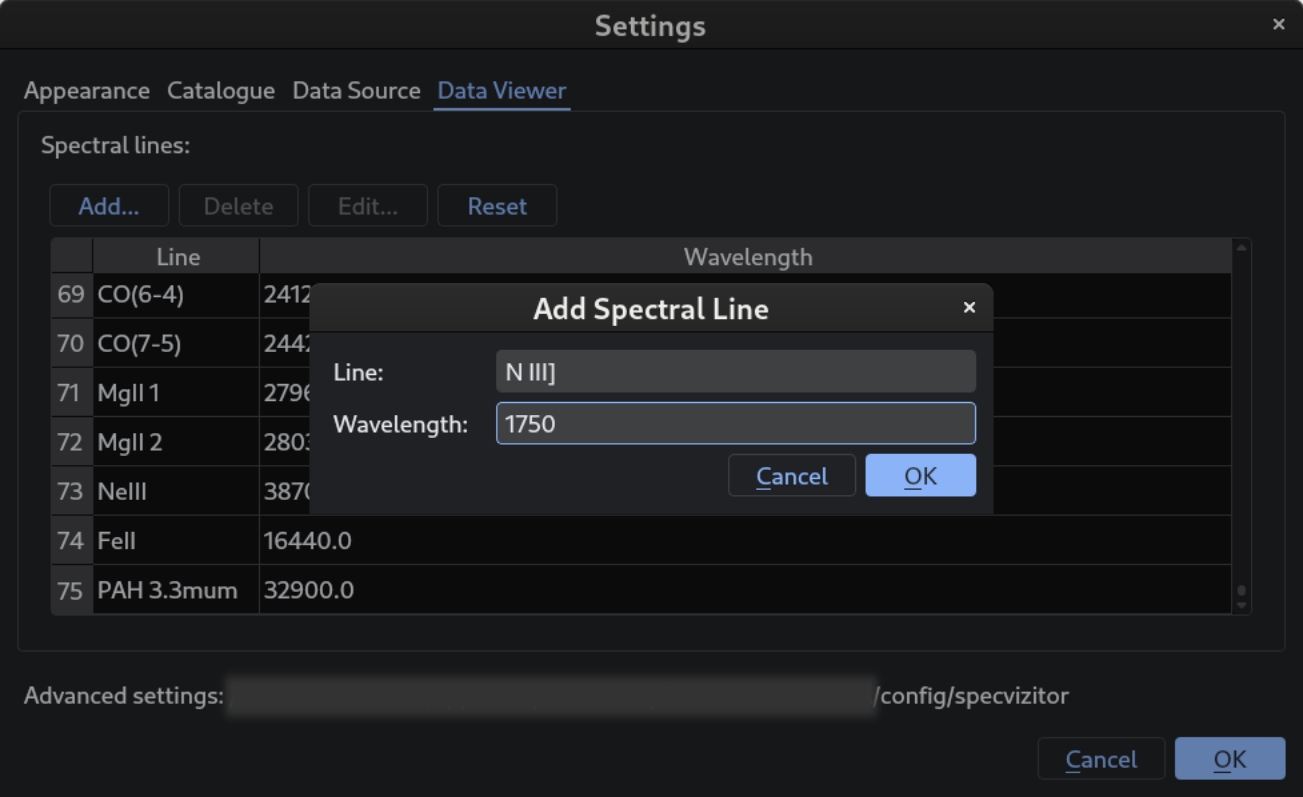 Settings
×
Appearance Catalogue Data Source Data Viewer
Spectral lines:
Add... Delete Edit... Reset
Line Wavelength
69 CO(6-4) 2412
70 CO(7-5) 2442
71 MgII 1 2796
72 MgII 2 2803
73 NeIII 3870
74 FeII 16440.0
75 PAH 3.3mum 32900.0
Add Spectral Line
×
Line: N III]
Wavelength: 1750
Cancel OK
Advanced settings: /config/specvizitor
Cancel OK